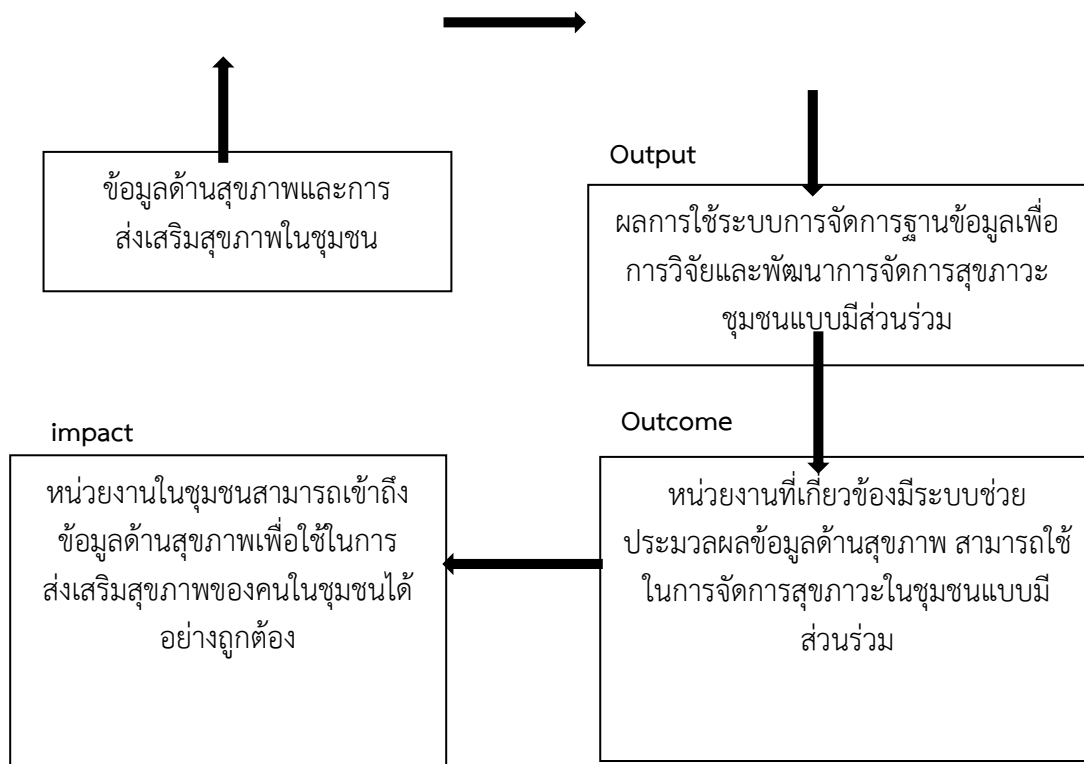 ข้อมูลด้านสุขภาพและการ
ส่งเสริมสุขภาพในชุมชน
Output
ผลการใช้ระบบการจัดการฐานข้อมูลเพื่อ
การวิจัยและพัฒนาการจัดการสุขภาวะ
ชุมชนแบบมีส่วนร่วม
Outcome
หน่วยงานที่เกี่ยวข้องมีระบบช่วย
ประมวลผลข้อมูลด้านสุขภาพ สามารถใช้
ในการจัดการสุขภาวะในชุมชนแบบมี
ส่วนร่วม
impact
หน่วยงานในชุมชนสามารถเข้าถึง
ข้อมูลด้านสุขภาพเพื่อใช้ในการ
ส่งเสริมสุขภาพของคนในชุมชนได้
อย่างถูกต้อง